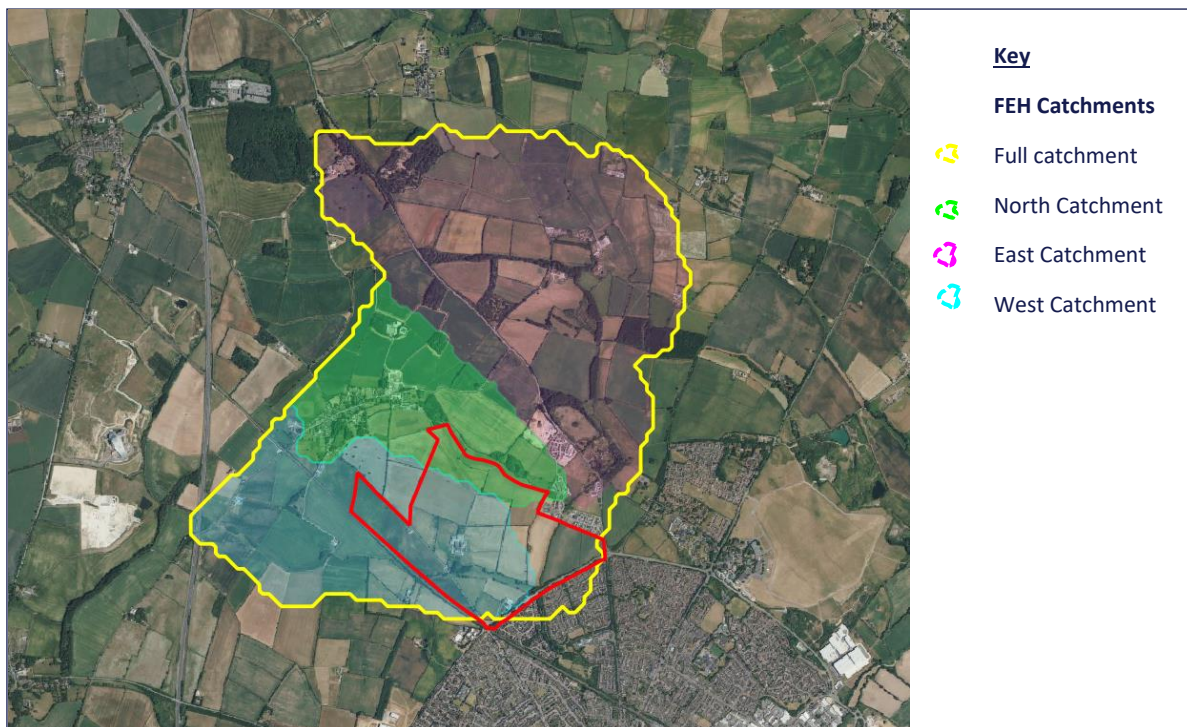 Key
FEH Catchments
Full catchment
North Catchment
East Catchment
West Catchment